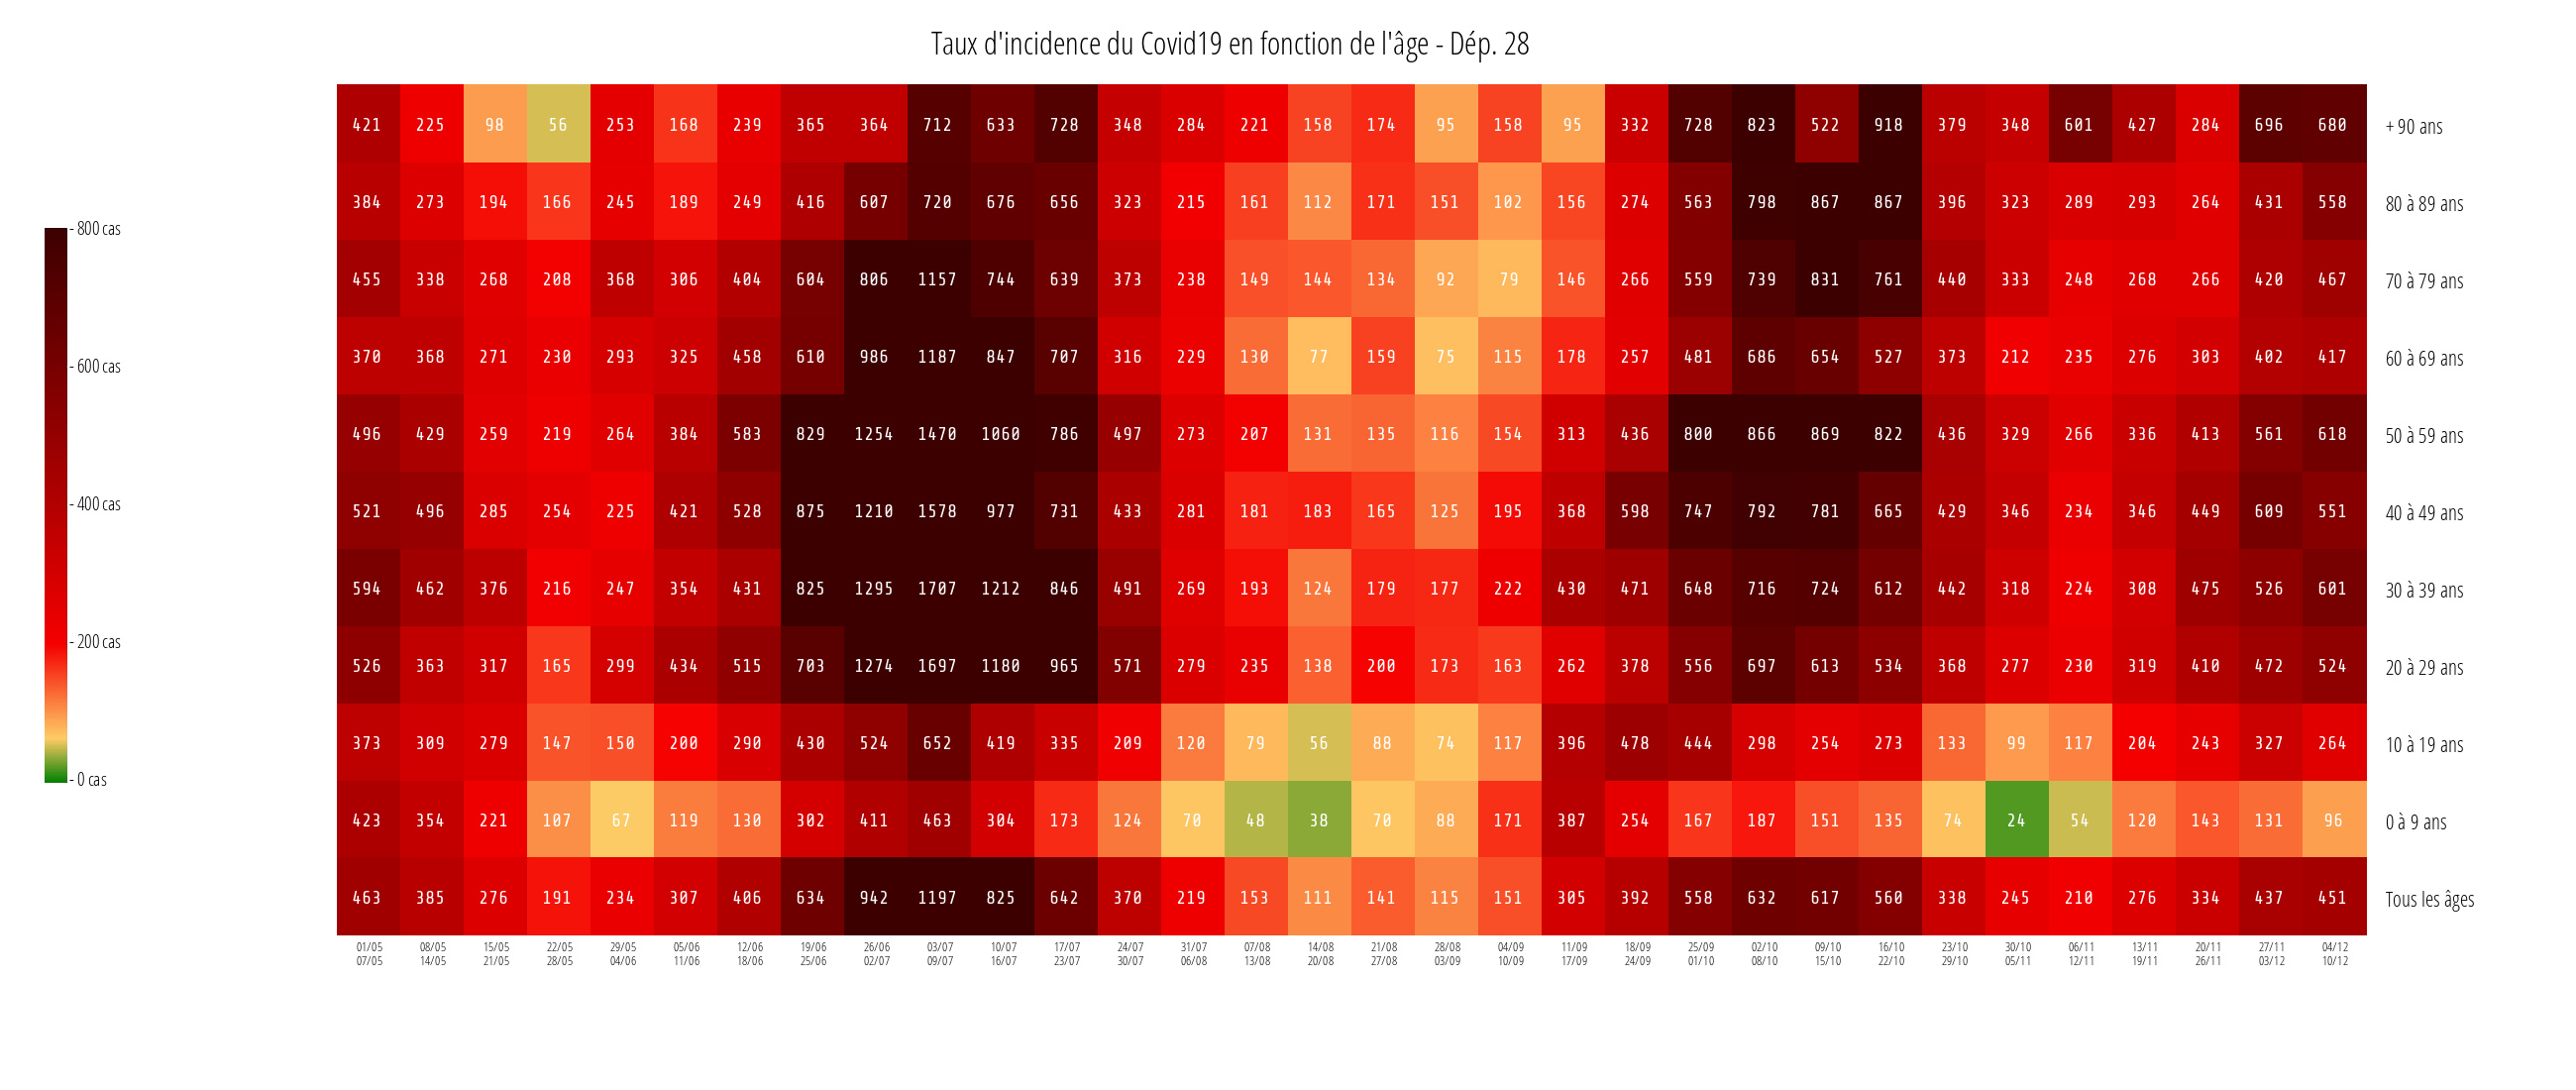 Taux d'incidence du Covid19 en fonction de l'âge - Dép. 28
421 225 98 56 253 168 239 365 364 712 633 728 348 284 221 158 174 95 158 95 332 728 823 522 918 379 348 601 427 284 696 680 + 90 ans
384 273 194 166 245 189 249 416 607 720 676 656 323 215 161 112 171 151 102 156 274 563 798 867 867 396 323 289 293 264 431 558 80 à 89 ans
- 800 cas
455 338 268 208 368 306 404 604 806 1157 744 639 373 238 149 144 134 92 79 146 266 559 739 831 761 440 333 248 268 266 420 467 70 à 79 ans
370 368 271 230 293 325 458 610 986 1187 847 707 316 229 130 77 159 75 115 178 257 481 686 654 527 373 212 235 276 303 402 417 60 à 69 ans
- 600 cas
496 429 259 219 264 384 583 829 1254 1470 1060 786 497 273 207 131 135 116 154 313 436 800 866 869 822 436 329 266 336 413 561 618 50 à 59 ans
- 400 cas
521 496 285 254 225 421 528 875 1210 1578 977 731 433 281 181 183 165 125 195 368 598 747 792 781 665 429 346 234 346 449 609 551 40 à 49 ans
594 462 376 216 247 354 431 825 1295 1707 1212 846 491 269 193 124 179 177 222 430 471 648 716 724 612 442 318 224 308 475 526 601 30 à 39 ans
- 200 cas
526 363 317 165 299 434 515 703 1274 1697 1180 965 571 279 235 138 200 173 163 262 378 556 697 613 534 368 277 230 319 410 472 524 20 à 29 ans
373 309 279 147 150 200 290 430 524 652 419 335 209 120 79 56 88 74 117 396 478 444 298 254 273 133 99 117 204 243 327 264 10 à 19 ans
- 0 cas
423 354 221 107 67 119 130 302 411 463 304 173 124 70 48 38 70 88 171 387 254 167 187 151 135 74 24 54 120 143 131 96 0 à 9 ans
463 385 276 191 234 307 406 634 942 1197 825 642 370 219 153 111 141 115 151 305 392 558 632 617 560 338 245 210 276 334 437 451 Tous les âges
01/05 08/05 15/05 22/05 29/05 05/06 12/06 19/06 26/06 03/07 10/07 17/07 24/07 31/07 07/08 14/08 21/08 28/08 04/09 11/09 18/09 25/09 02/10 09/10 16/10 23/10 30/10 06/11 13/11 20/11 27/11 04/12
07/05 14/05 21/05 28/05 04/06 11/06 18/06 25/06 02/07 09/07 16/07 23/07 30/07 06/08 13/08 20/08 27/08 03/09 10/09 17/09 24/09 01/10 08/10 15/10 22/10 29/10 05/11 12/11 19/11 26/11 03/12 10/12